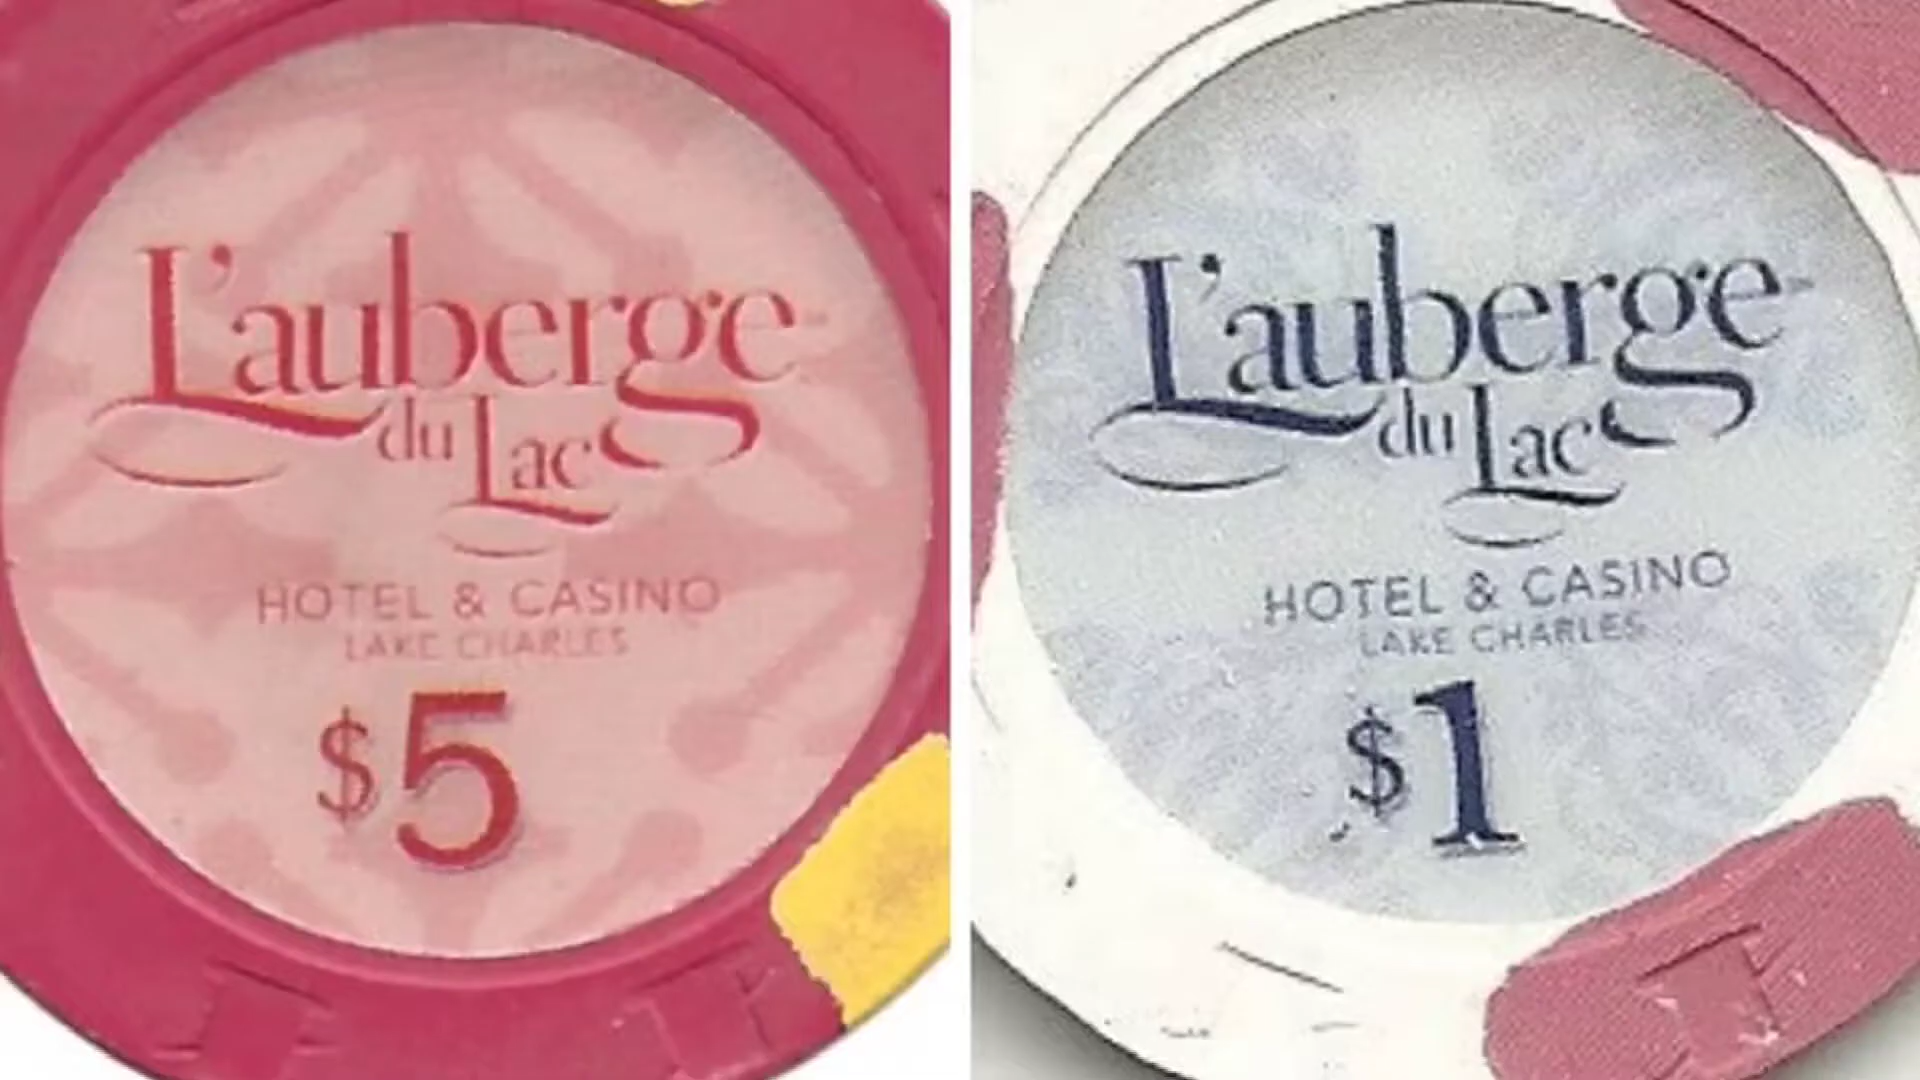 L'auberge
du Lac
HOTEL & CASINO
LAKE CHARLES
$5
L'auberge
du Lac
HOTEL & CASINO
LAKE CHARLES
$1